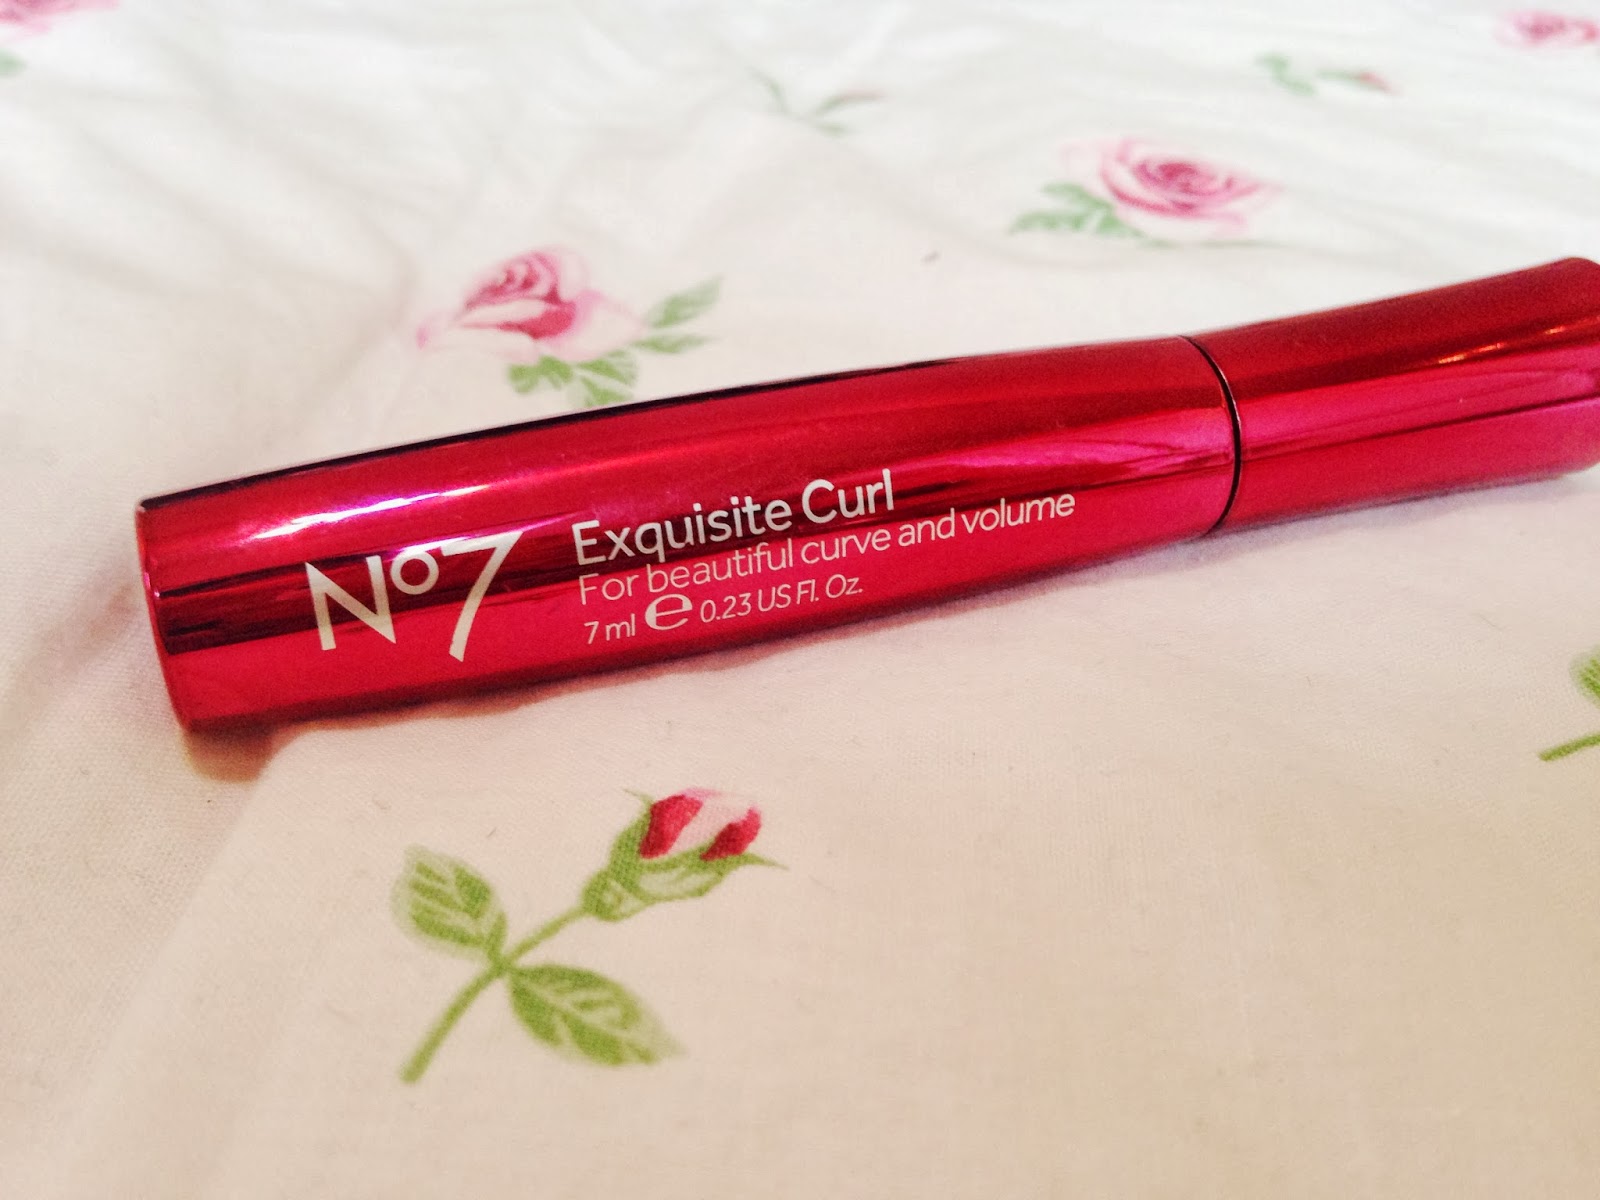 No7
Exquisite Curl
For beautiful curve and volume
7 ml e 0.23 US Fl. Oz.